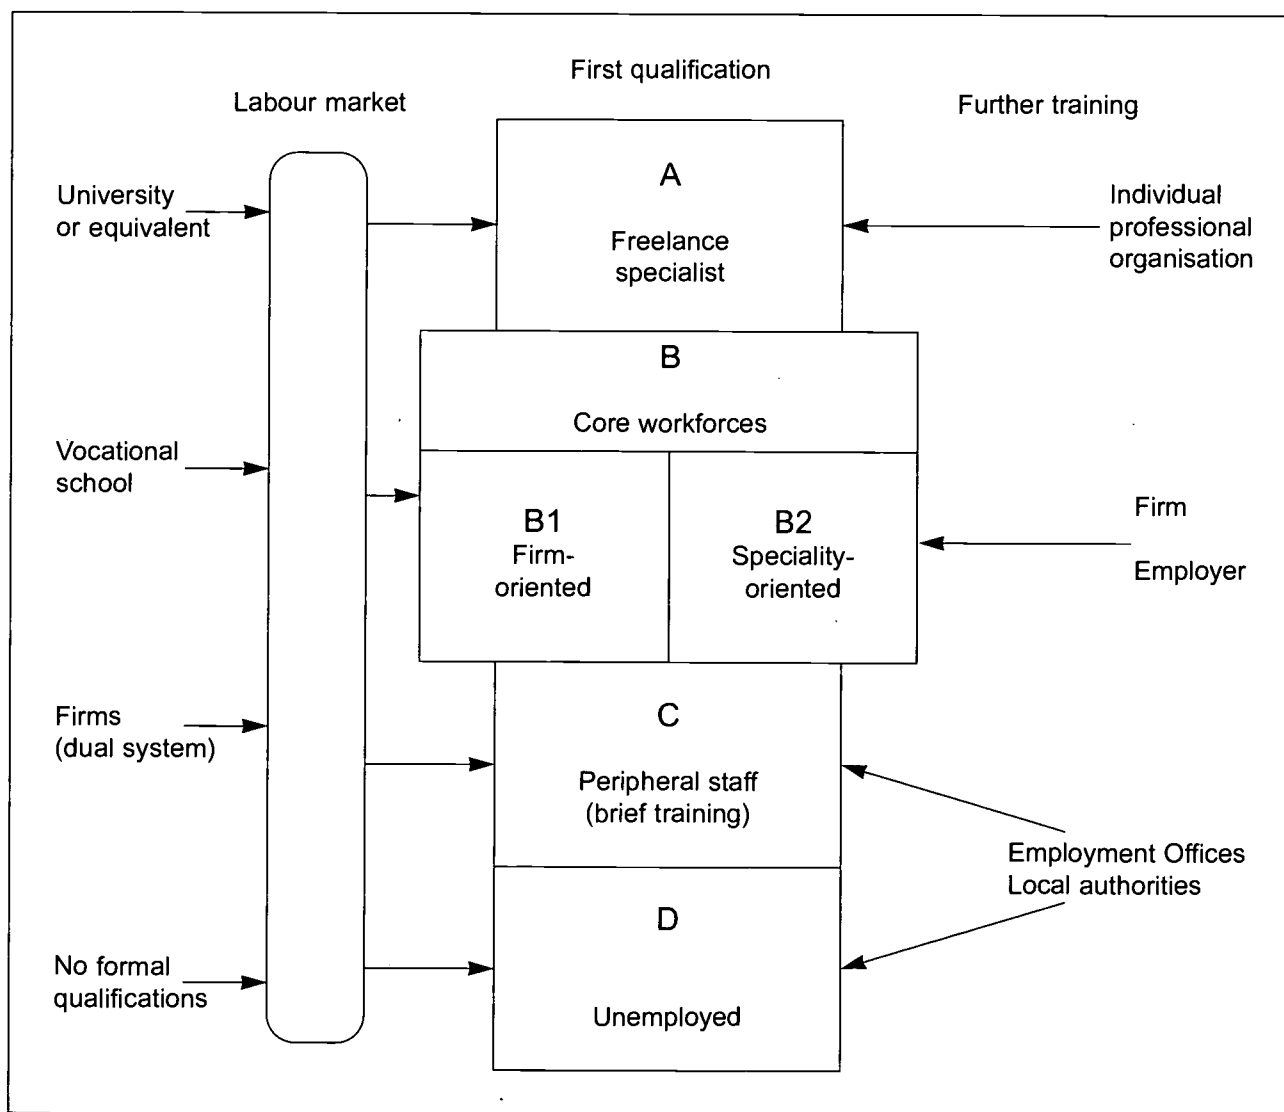 First qualification
Labour market
Further training
University
or equivalent
A
Freelance
specialist
Individual
professional
organisation
B
Core workforces
Vocational
school
B1
Firm-
oriented
B2
Speciality-
oriented
Firm
Employer
Firms
(dual system)
C
Peripheral staff
(brief training)
Employment Offices
Local authorities
D
Unemployed
No formal
qualifications